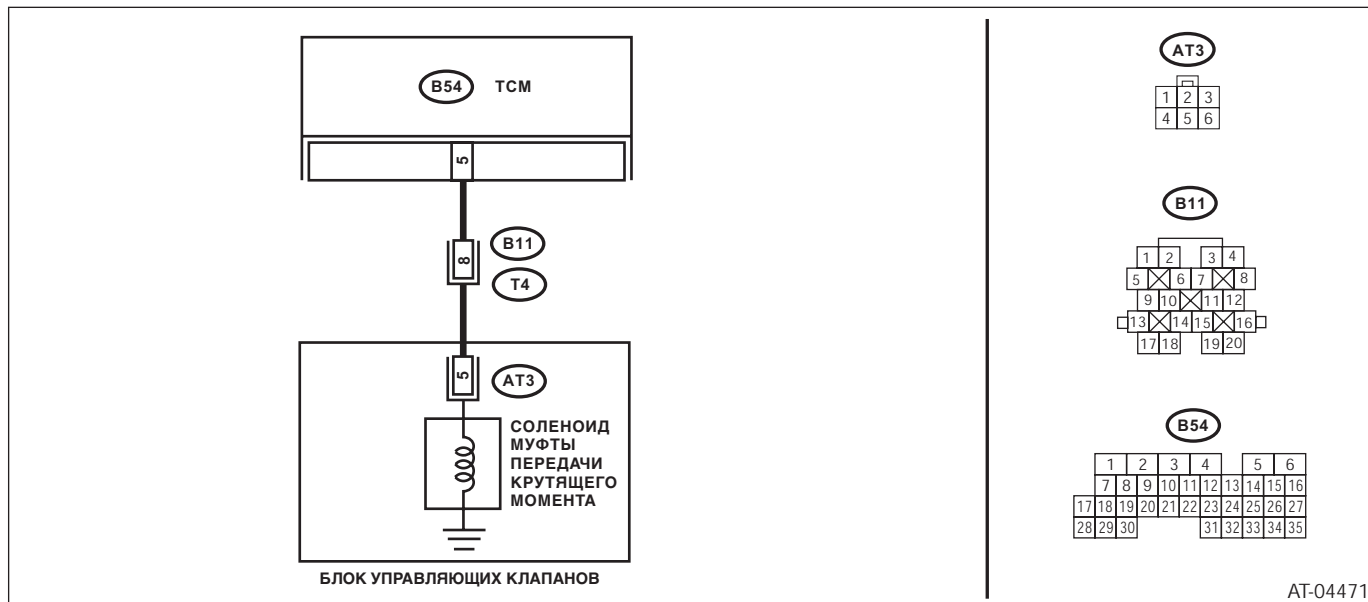 B54 TCM
5
8
B11
T4
5
AT3
СОЛЕНОИД
МУФТЫ
ПЕРЕДАЧИ
КРУТЯЩЕГО
МОМЕНТА
БЛОК УПРАВЛЯЮЩИХ КЛАПАНОВ
AT3
1 2 3
4 5 6
B11
1 2 3 4
5 6 7 8
9 10 11 12
13 14 15 16
17 18 19 20
B54
1 2 3 4 5 6
7 8 9 10 11 12 13 14 15 16
17 18 19 20 21 22 23 24 25 26 27
28 29 30 31 32 33 34 35
AT-04471